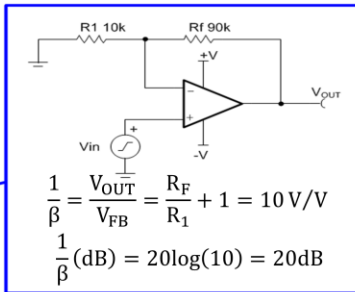 R1 10k
Rf 90k
+V
VOUT
−
+
Vin
-V
1/β = VOUT/VFB = RF/R1 + 1 = 10 V/V
1/β (dB) = 20log(10) = 20dB